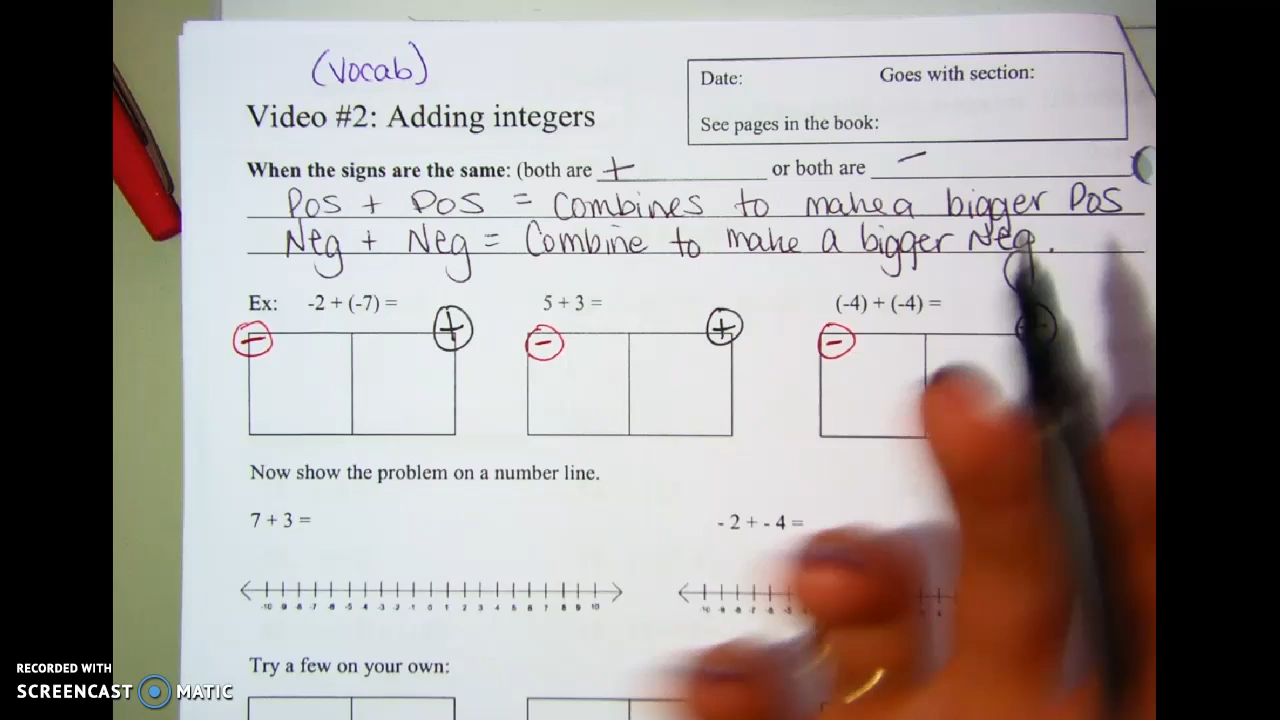 (Vocab)
Date: Goes with section:
Video #2: Adding integers
See pages in the book:
When the signs are the same: (both are + or both are -
Pos + Pos = Combines to make a bigger Pos
Neg + Neg = Combine to make a bigger Neg.
Ex: -2 + (-7) = 5 + 3 = (-4) + (-4) =
- + - + -
Now show the problem on a number line.
7 + 3 = - 2 + - 4 =
-10 -9 -8 -7 -6 -5 -4 -3 -2 -1 0 1 2 3 4 5 6 7 8 9 10 -10 -9 -8 -7
Try a few on your own:
RECORDED WITH
SCREENCAST MATIC